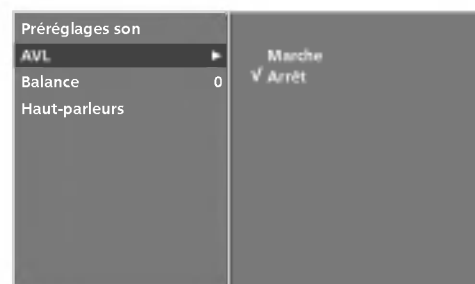 Préréglages son
AVL ►
Balance 0
Haut-parleurs
Marche
√ Arrêt